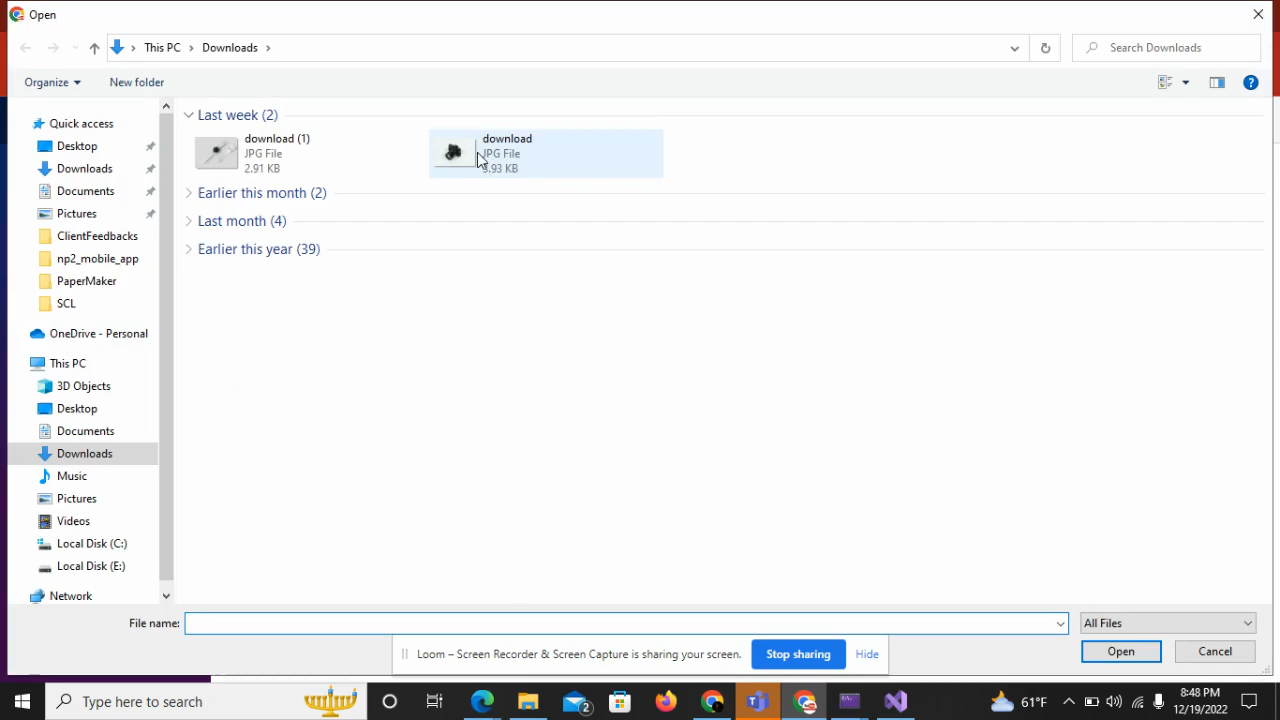 Open
This PC
Downloads
Search Downloads
Organize
New folder
Quick access
Desktop
Downloads
Documents
Pictures
ClientFeedbacks
np2_mobile_app
PaperMaker
SCL
OneDrive - Personal
This PC
3D Objects
Desktop
Documents
Downloads
Music
Pictures
Videos
Local Disk (C:)
Local Disk (E:)
Network
Last week (2)
download (1)
JPG File
2.91 KB
download
JPG File
3.93 KB
Earlier this month (2)
Last month (4)
Earlier this year (39)
File name:
All Files
Loom – Screen Recorder & Screen Capture is sharing your screen.
Stop sharing
Hide
Open
Cancel
Type here to search
2
61°F
8:48 PM
12/19/2022